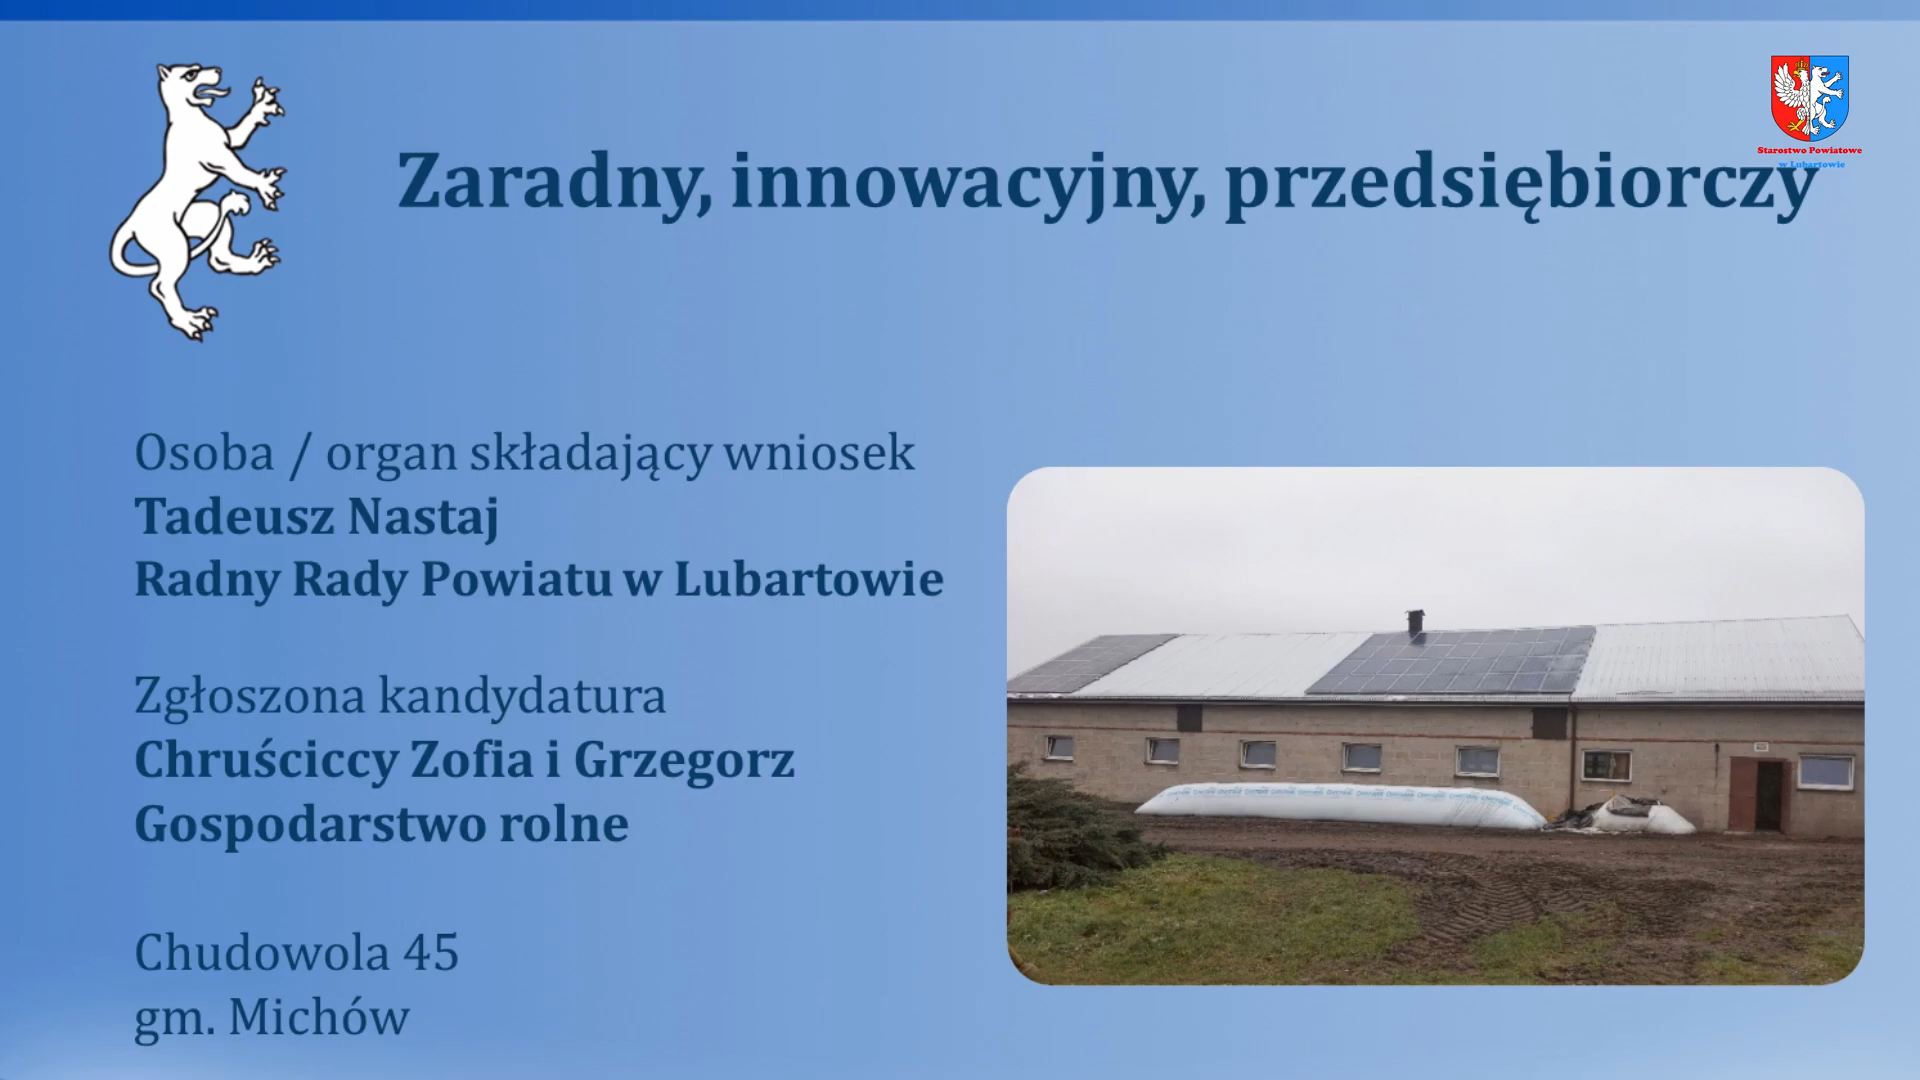 Starostwo Powiatowe
w Lubartowie
Zaradny, innowacyjny, przedsiębiorczy
Osoba / organ składający wniosek
Tadeusz Nastaj
Radny Rady Powiatu w Lubartowie
Zgłoszona kandydatura
Chruściccy Zofia i Grzegorz
Gospodarstwo rolne
Chudowola 45
gm. Michów